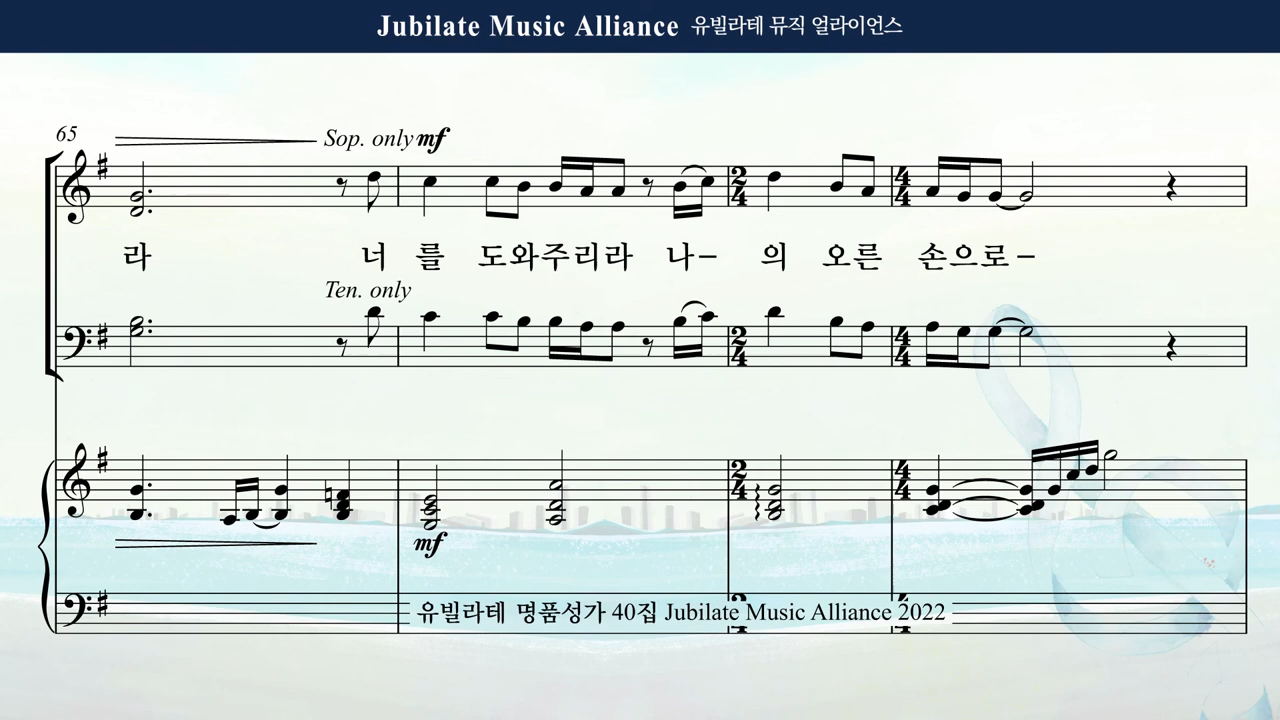 Jubilate Music Alliance 유빌라테 뮤직 얼라이언스
65
Sop. only mf
라 너 를 도와주리라 나- 의 오른 손으로-
Ten. only
mf
유빌라테 명품성가 40집 Jubilate Music Alliance 2022